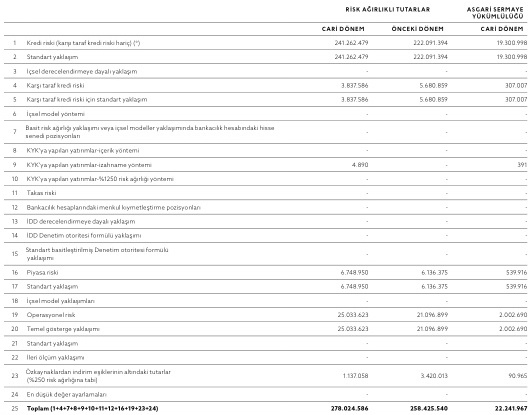 RİSK AĞIRLIKLI TUTARLAR
ASGARİ SERMAYE
YÜKÜMLÜLÜĞÜ
CARİ DÖNEM ÖNCEKİ DÖNEM CARİ DÖNEM
1 Kredi riski (karşı taraf kredi riski hariç) (*) 241.262.479 222.091.394 19.300.998
2 Standart yaklaşım 241.262.479 222.091.394 19.300.998
3 İçsel derecelendirmeye dayalı yaklaşım - - -
4 Karşı taraf kredi riski 3.837.586 5.680.859 307.007
5 Karşı taraf kredi riski için standart yaklaşım 3.837.586 5.680.859 307.007
6 İçsel model yöntemi - - -
7 Basit risk ağırlığı yaklaşımı veya içsel modeller yaklaşımında bankacılık hesabındaki hisse
senedi pozisyonları - - -
8 KYK'ya yapılan yatırımlar-içerik yöntemi - - -
9 KYK'ya yapılan yatırımlar-izahname yöntemi 4.890 - 391
10 KYK'ya yapılan yatırımlar-%1250 risk ağırlığı yöntemi - - -
11 Takas riski - - -
12 Bankacılık hesaplarındaki menkul kıymetleştirme pozisyonları - - -
13 IDD derecelendirmeye dayalı yaklaşım - - -
14 IDD Denetim otoritesi formülü yaklaşımı - - -
15 Standart basitleştirilmiş Denetim otoritesi formülü
yaklaşımı - - -
16 Piyasa riski 6.748.950 6.136.375 539.916
17 Standart yaklaşım 6.748.950 6.136.375 539.916
18 İçsel model yaklaşımları - - -
19 Operasyonel risk 25.033.623 21.096.899 2.002.690
20 Temel gösterge yaklaşımı 25.033.623 21.096.899 2.002.690
21 Standart yaklaşım - - -
22 İleri ölçüm yaklaşımı - - -
23 Özkaynaklardan indirim eşiklerinin altındaki tutarlar
(%250 risk ağırlığına tabi) 1.137.058 3.420.013 90.965
24 En düşük değer ayarlamaları - - -
25 Toplam (1+4+7+8+9+10+11+12+16+19+23+24) 278.024.586 258.425.540 22.241.967